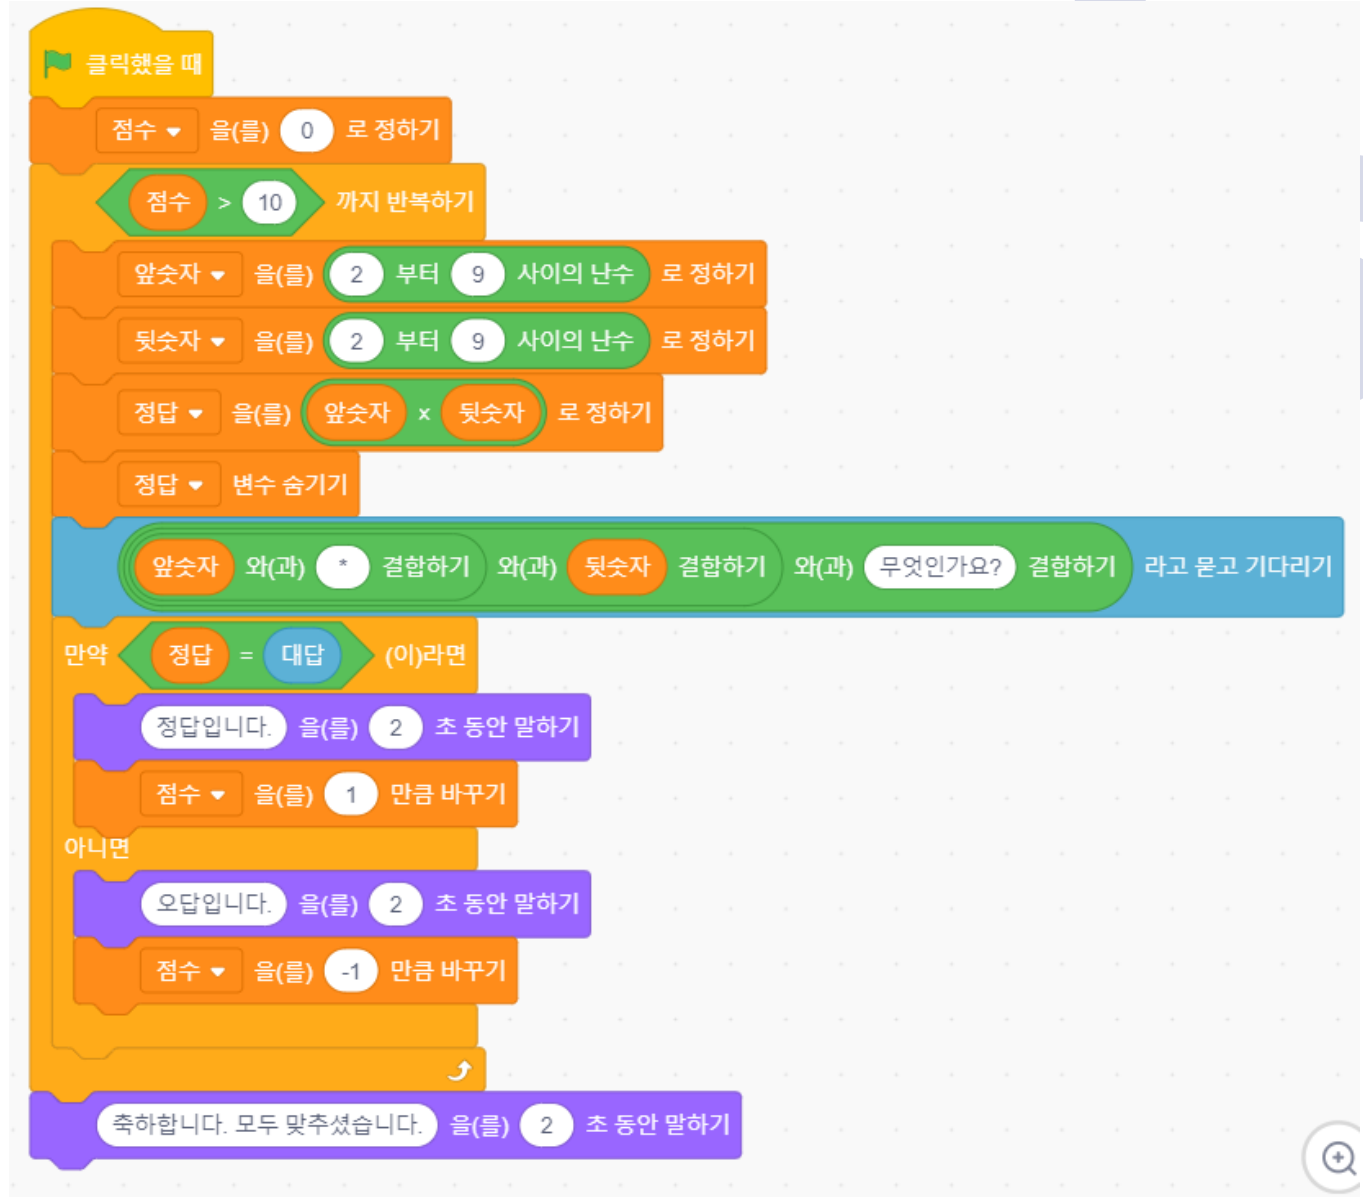 클릭했을 때
점수 을(를) 0 로 정하기
점수 > 10 까지 반복하기
앞숫자 을(를) 2 부터 9 사이의 난수 로 정하기
뒷숫자 을(를) 2 부터 9 사이의 난수 로 정하기
정답 을(를) 앞숫자 x 뒷숫자 로 정하기
정답 변수 숨기기
앞숫자 와(과) * 결합하기 와(과) 뒷숫자 결합하기 와(과) 무엇인가요? 결합하기 라고 묻고 기다리기
만약 정답 = 대답 (이)라면
정답입니다. 을(를) 2 초 동안 말하기
점수 을(를) 1 만큼 바꾸기
아니면
오답입니다. 을(를) 2 초 동안 말하기
점수 을(를) -1 만큼 바꾸기
축하합니다. 모두 맞추셨습니다. 을(를) 2 초 동안 말하기